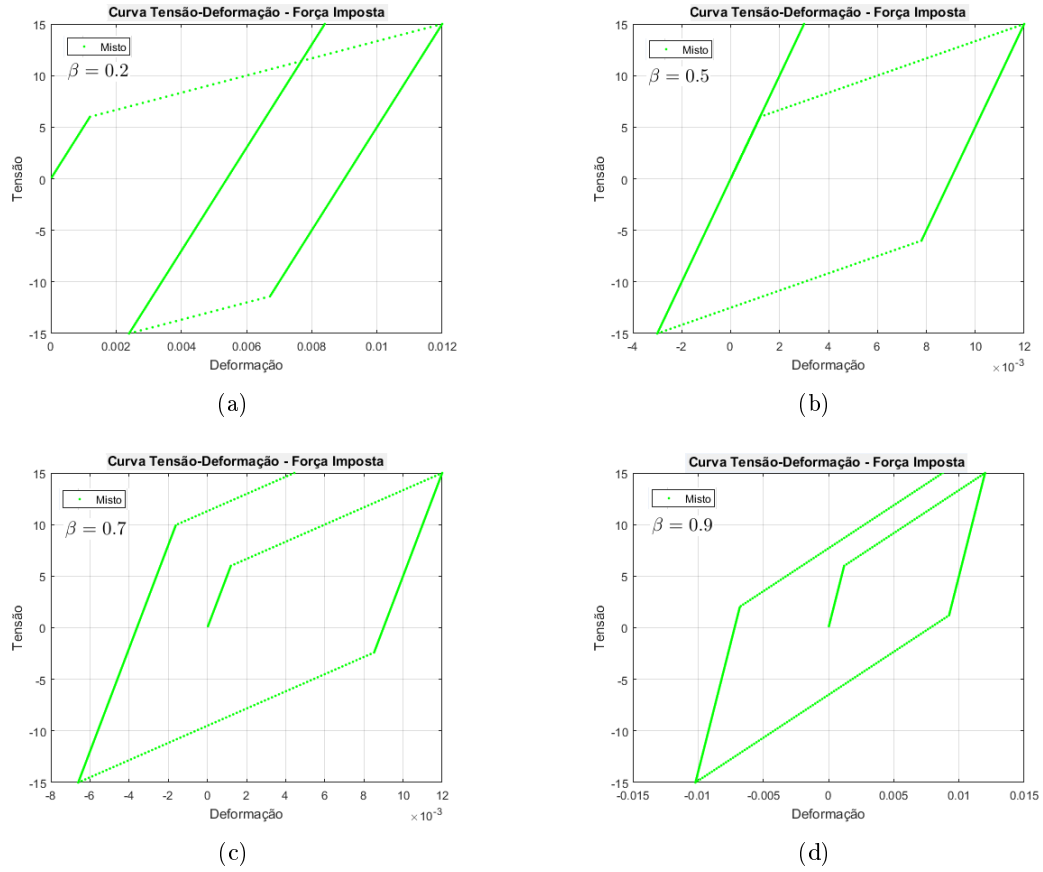 Curva Tensão-Deformação - Força Imposta
Misto
β = 0.2
Tensão
15
10
5
0
-5
-10
-15
0 0.002 0.004 0.006 0.008 0.01 0.012
Deformação
(a)
Curva Tensão-Deformação - Força Imposta
Misto
β = 0.5
Tensão
15
10
5
0
-5
-10
-15
-4 -2 0 2 4 6 8 10 12
Deformação
×10⁻³
(b)
Curva Tensão-Deformação - Força Imposta
Misto
β = 0.7
Tensão
15
10
5
0
-5
-10
-15
-8 -6 -4 -2 0 2 4 6 8 10 12
Deformação
×10⁻³
(c)
Curva Tensão-Deformação - Força Imposta
Misto
β = 0.9
Tensão
15
10
5
0
-5
-10
-15
-0.015 -0.01 -0.005 0 0.005 0.01 0.015
Deformação
(d)